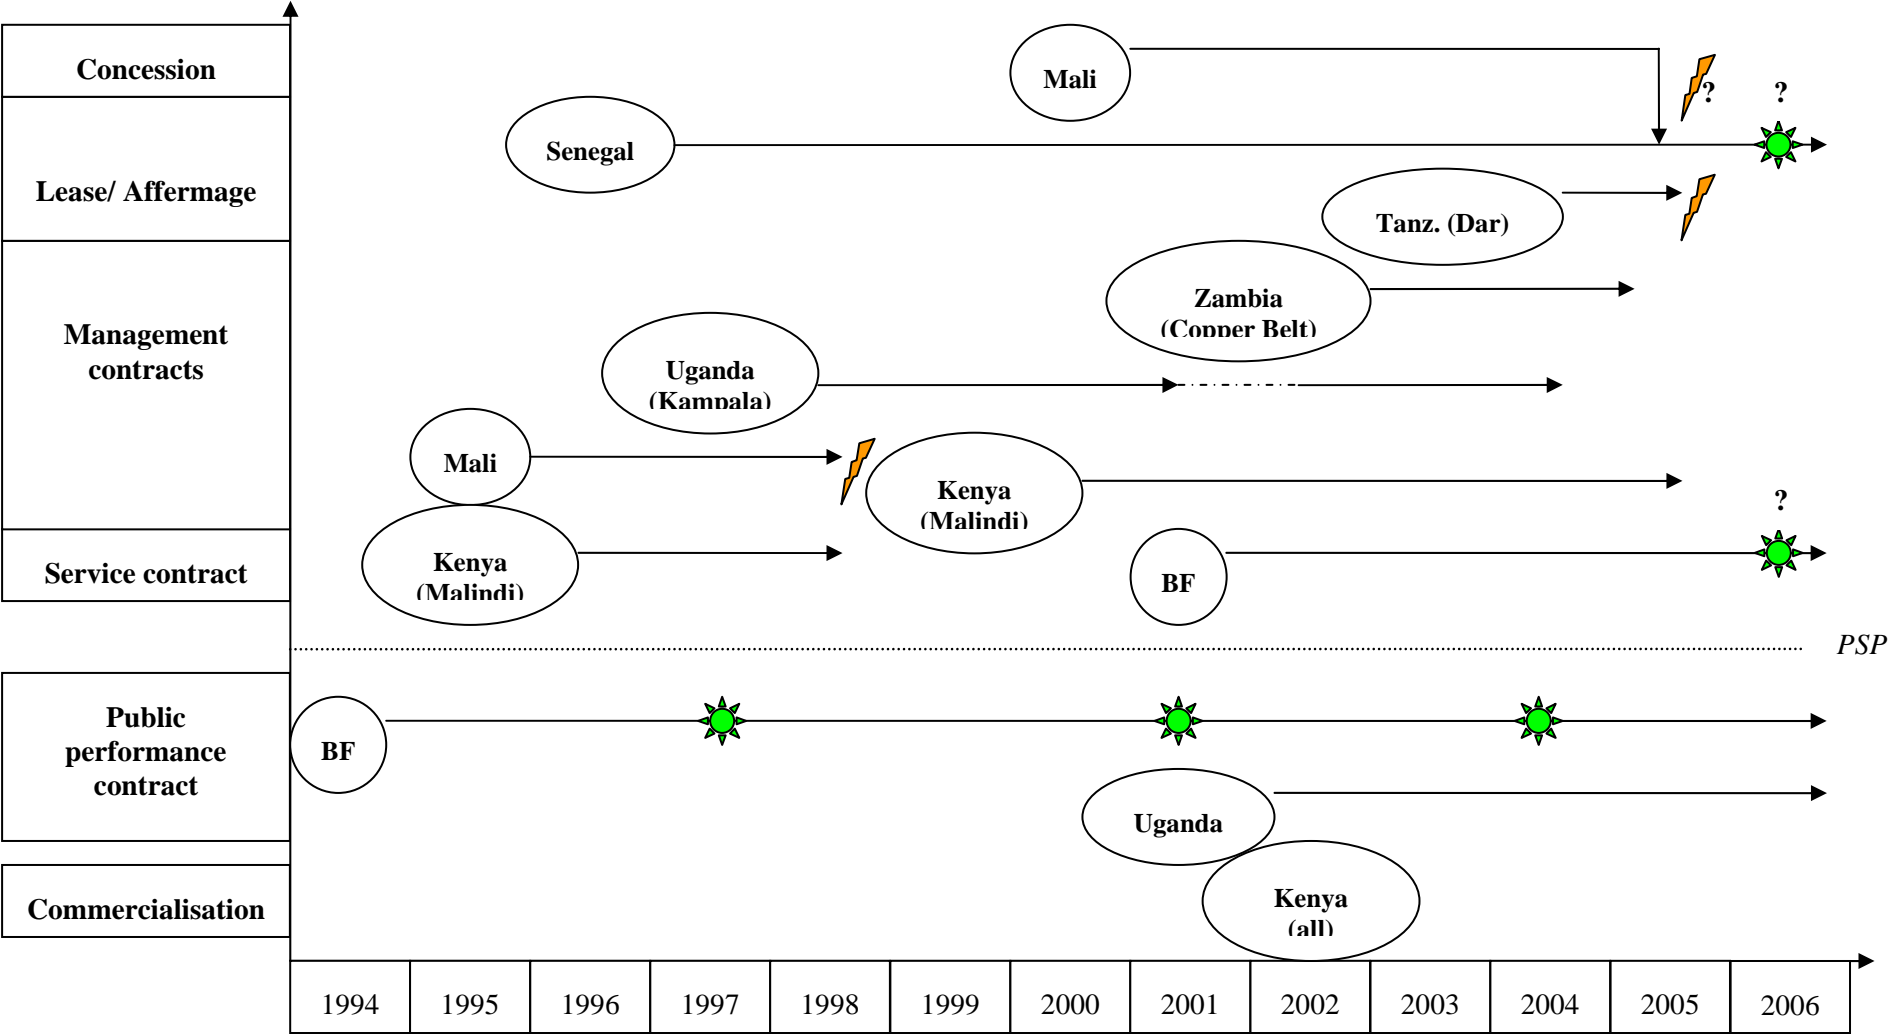 Concession
Mali
?
?
Senegal
Lease/ Affermage
Tanz. (Dar)
Zambia
(Copper Belt)
Management
contracts
Uganda
(Kampala)
Mali
Kenya
(Malindi)
?
Kenya
(Malindi)
Service contract
BF
PSP
Public
performance
contract
BF
Uganda
Commercialisation
Kenya
(all)
1994 1995 1996 1997 1998 1999 2000 2001 2002 2003 2004 2005 2006